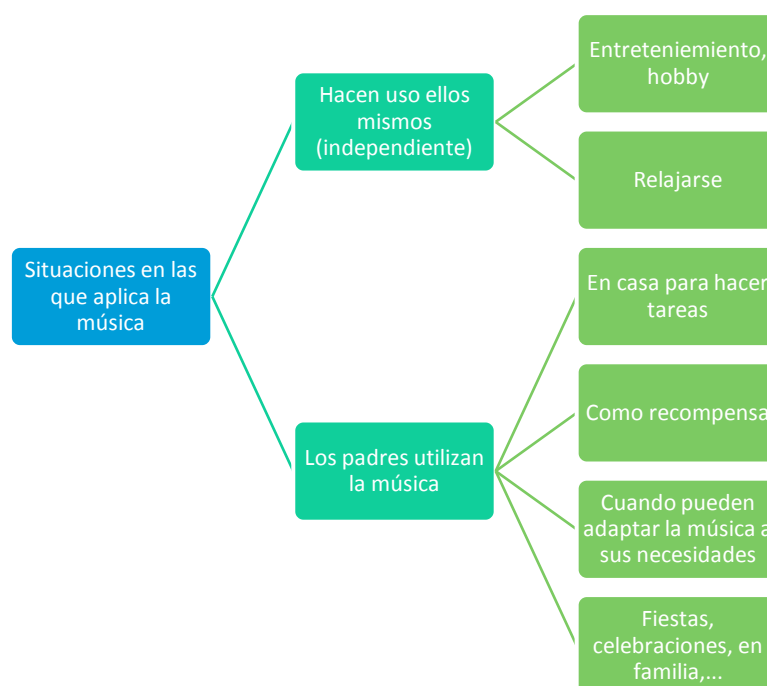 Situaciones en las
que aplica la
música
Hacen uso ellos
mismos
(independiente)
Entreteniemiento,
hobby
Relajarse
Los padres utilizan
la música
En casa para hacer
tareas
Como recompensa
Cuando pueden
adaptar la música a
sus necesidades
Fiestas,
celebraciones, en
familia,...